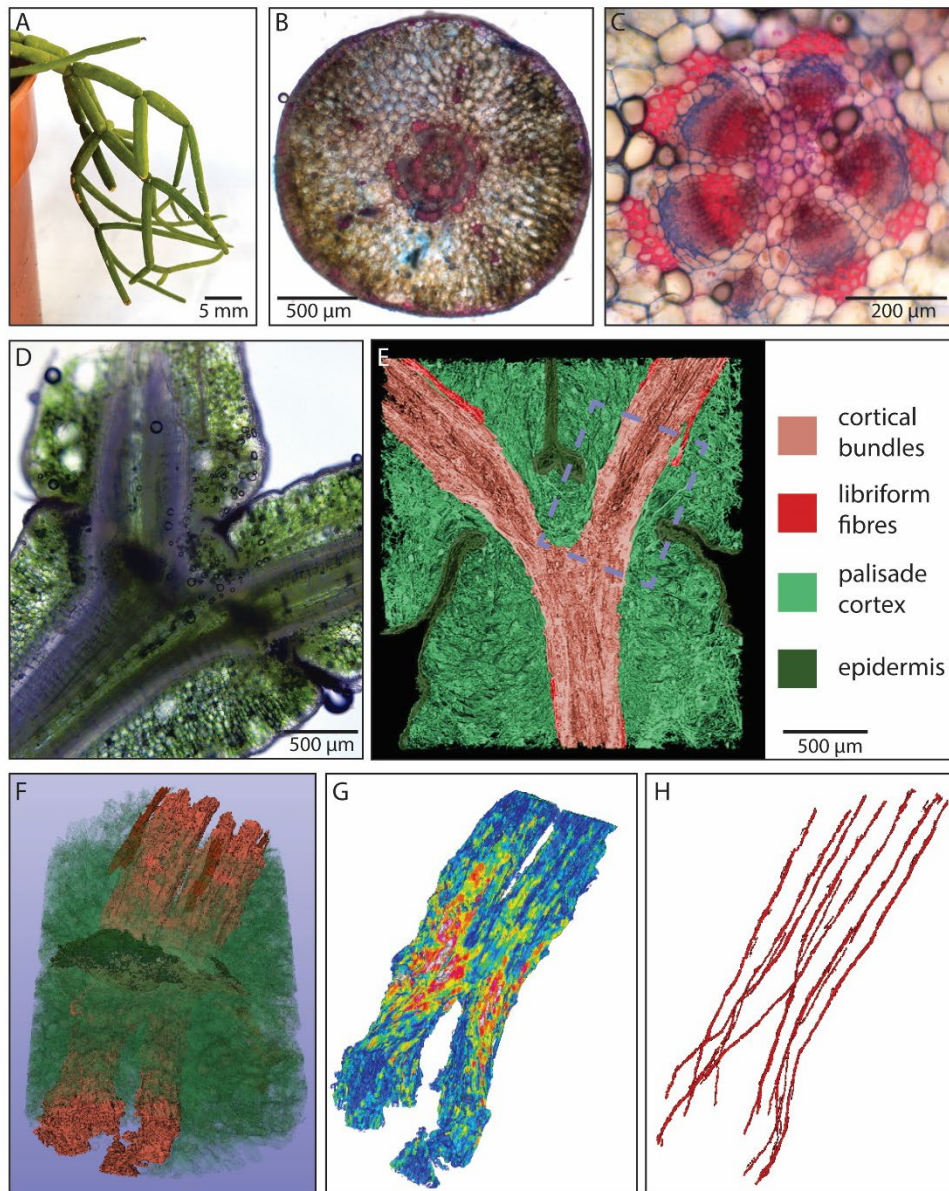 A
5 mm
B
500 µm
C
200 µm
D
500 µm
E
cortical
bundles
libriform
fibres
palisade
cortex
epidermis
500 µm
F
G
H